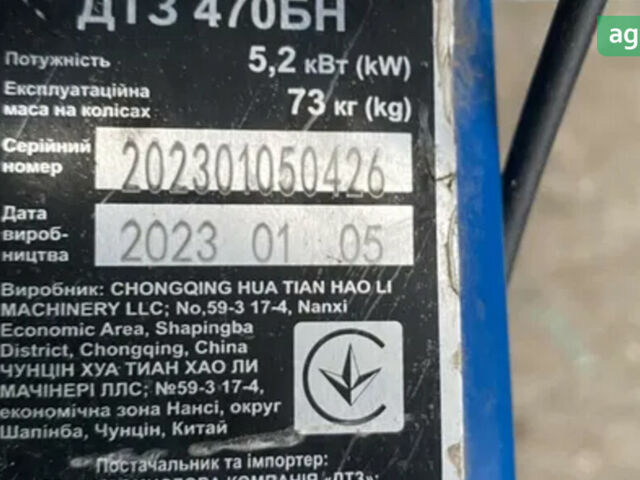 ДТЗ 470БН
Потужність 5,2 кВт (kW)
Експлуатаційна
маса на колісах 73 кг (kg)
Серійний
номер 202301050426
Дата
вироб-
ництва 2023 01 05
Виробник: CHONGQING HUA TIAN HAO LI
MACHINERY LLC; No,59-3 17-4, Nanxi
Economic Area, Shapingba
District, Chongqing, China
ЧУНЦІН ХУА ТИАН ХАО ЛИ
МАЧІНЕРІ ЛЛС; №59-3 17-4,
економічна зона Нансі, округ
Шапінба, Чунцін, Китай
Постачальник та імпортер:
КОМПАНІЯ «ДТЗ»
ag